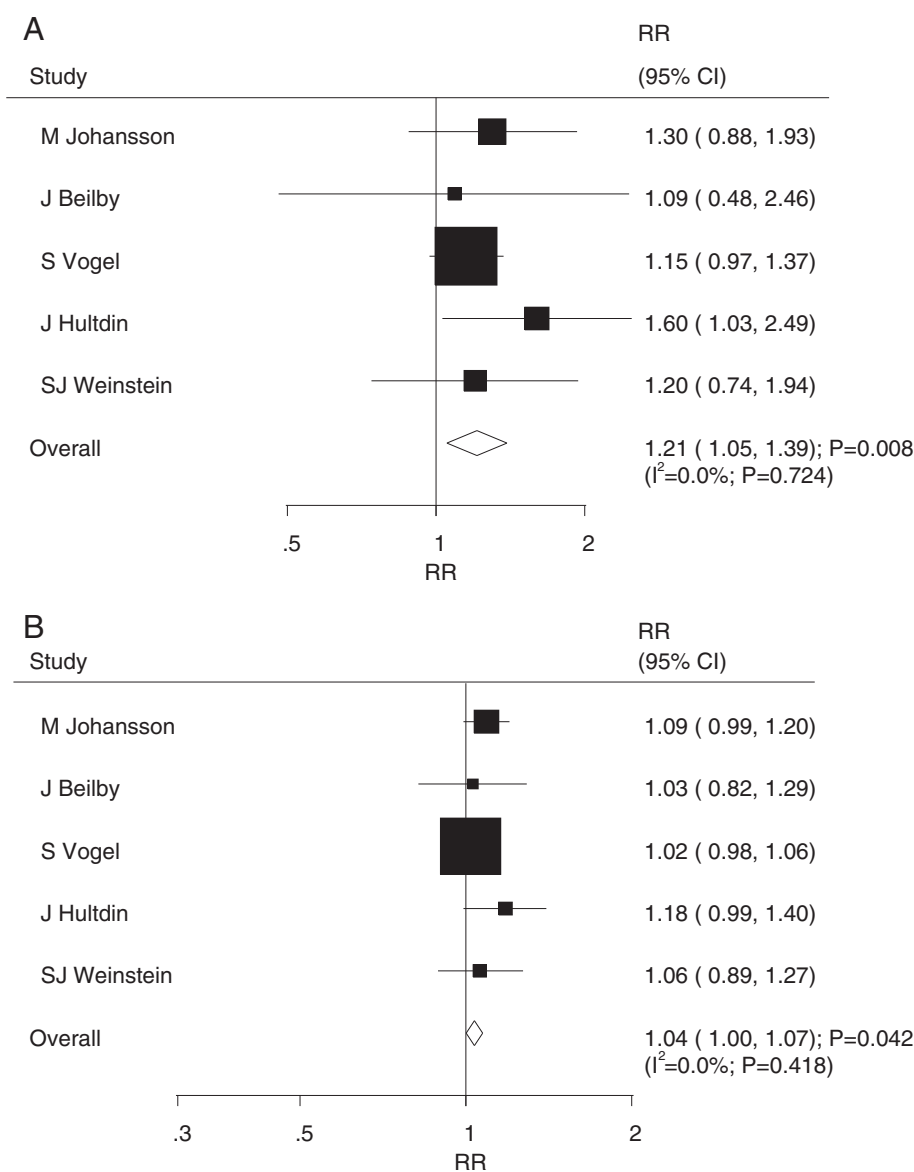 A
RR
Study (95% CI)
M Johansson 1.30 ( 0.88, 1.93)
J Beilby 1.09 ( 0.48, 2.46)
S Vogel 1.15 ( 0.97, 1.37)
J Hultdin 1.60 ( 1.03, 2.49)
SJ Weinstein 1.20 ( 0.74, 1.94)
Overall 1.21 ( 1.05, 1.39); P=0.008
(I²=0.0%; P=0.724)
.5 1 2
RR
B
RR
Study (95% CI)
M Johansson 1.09 ( 0.99, 1.20)
J Beilby 1.03 ( 0.82, 1.29)
S Vogel 1.02 ( 0.98, 1.06)
J Hultdin 1.18 ( 0.99, 1.40)
SJ Weinstein 1.06 ( 0.89, 1.27)
Overall 1.04 ( 1.00, 1.07); P=0.042
(I²=0.0%; P=0.418)
.3 .5 1 2
RR